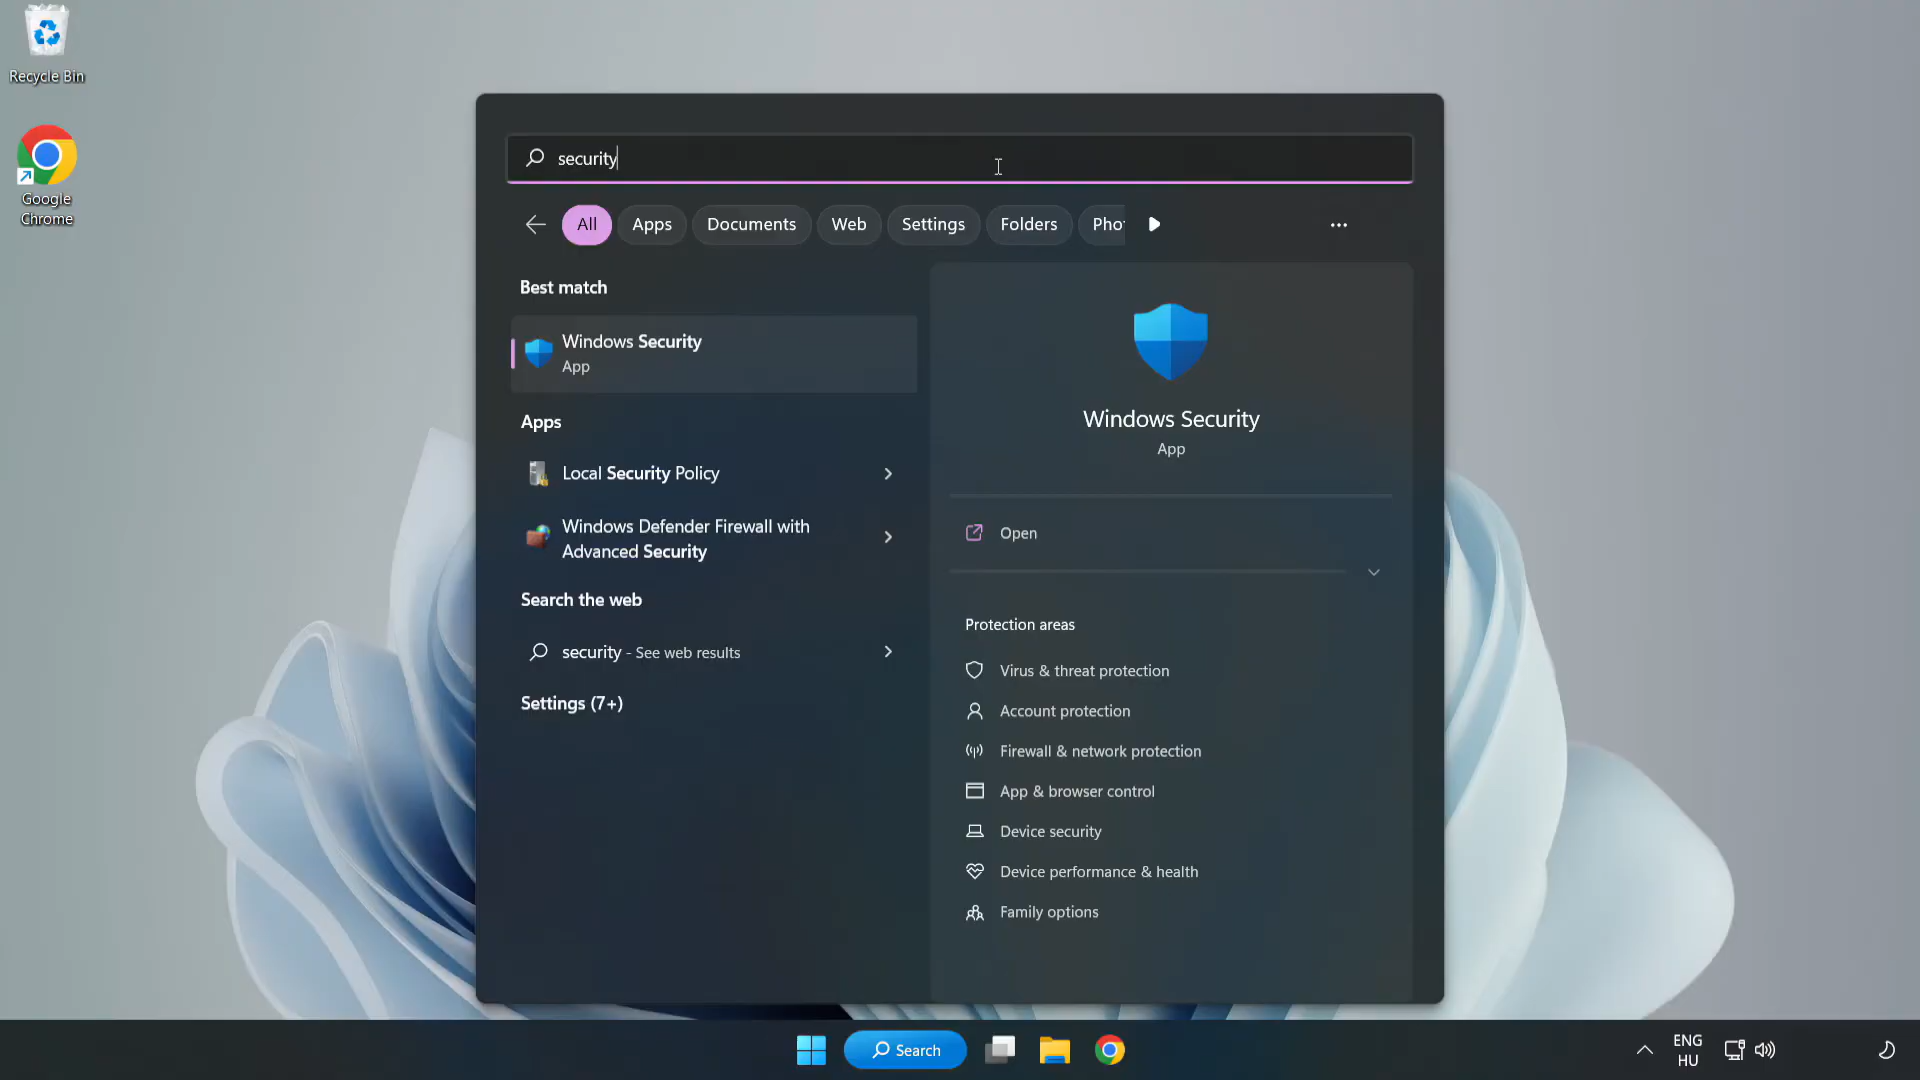 Recycle Bin
Google
Chrome
security
All
Apps
Documents
Web
Settings
Folders
Pho
Best match
Windows Security
App
Apps
Local Security Policy
Windows Defender Firewall with
Advanced Security
Search the web
security - See web results
Settings (7+)
Windows Security
App
Open
Protection areas
Virus & threat protection
Account protection
Firewall & network protection
App & browser control
Device security
Device performance & health
Family options
Search
ENG
HU